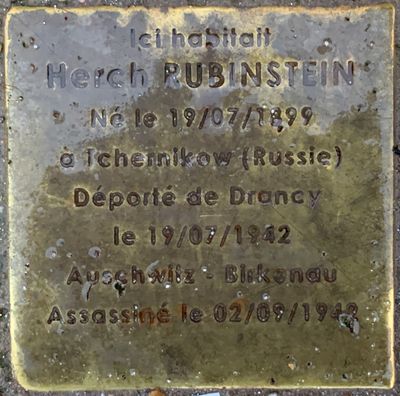 Ici habitait
Herch RUBINSTEIN
Né le 19/07/1899
à Tchernikow (Russie)
Déporté de Drancy
le 19/07/1942
Auschwitz - Birkenau
Assassiné le 02/09/1942